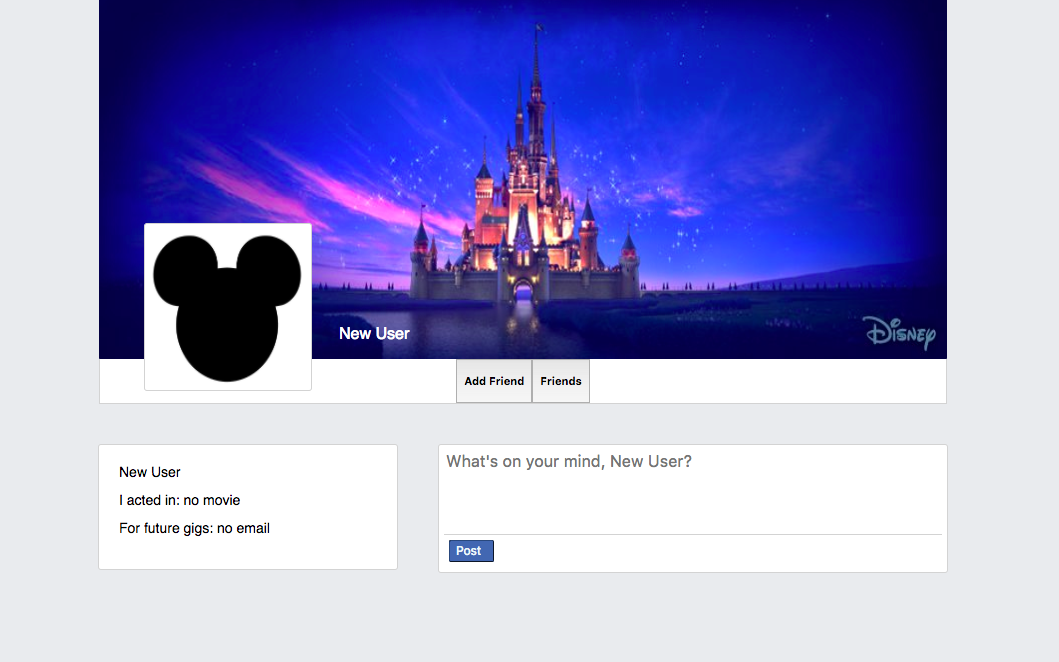 New User
Disney
Add Friend
Friends
New User
I acted in: no movie
For future gigs: no email
What's on your mind, New User?
Post